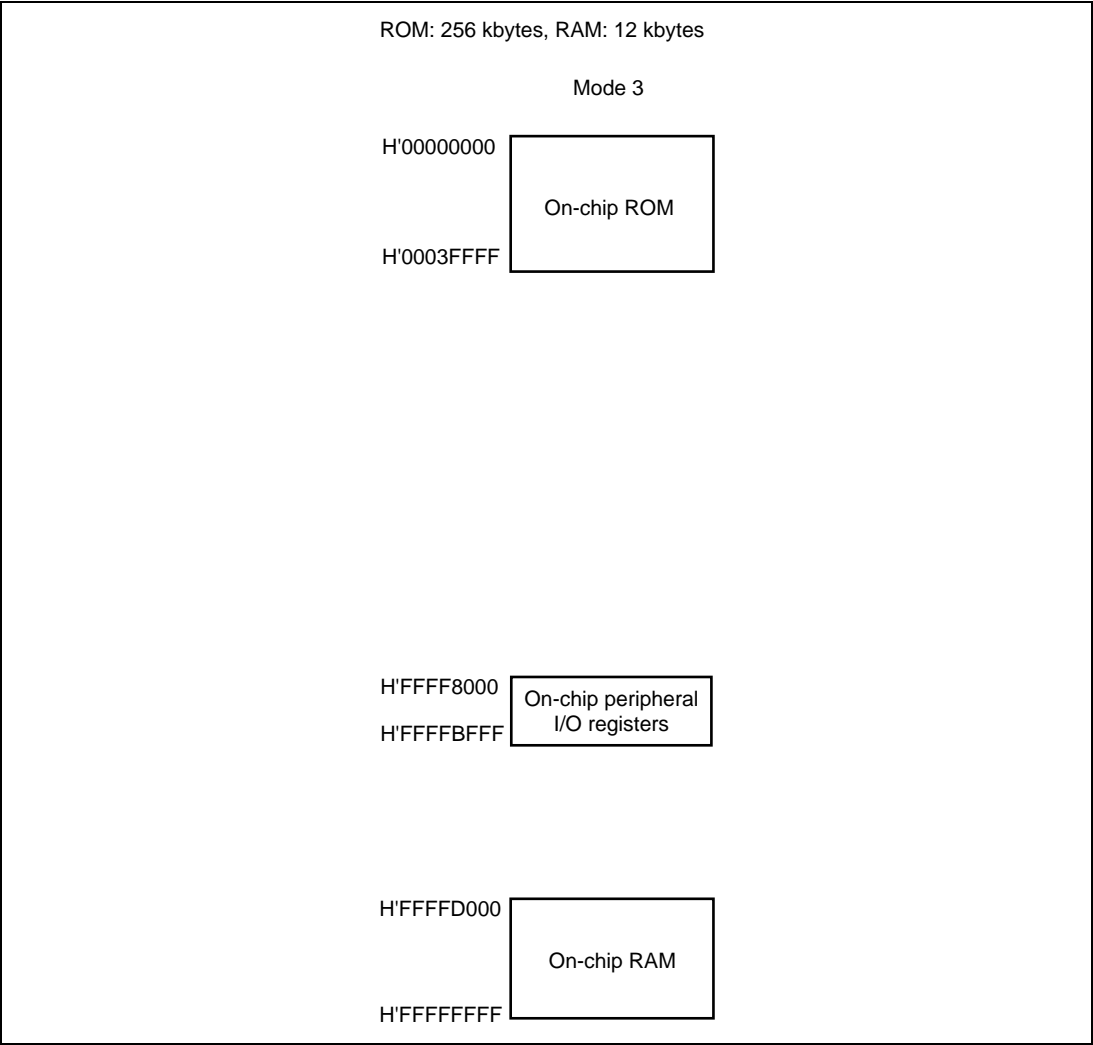 ROM: 256 kbytes, RAM: 12 kbytes
Mode 3
H'00000000
On-chip ROM
H'0003FFFF
H'FFFF8000
On-chip peripheral
I/O registers
H'FFFFBFFF
H'FFFFD000
On-chip RAM
H'FFFFFFFF